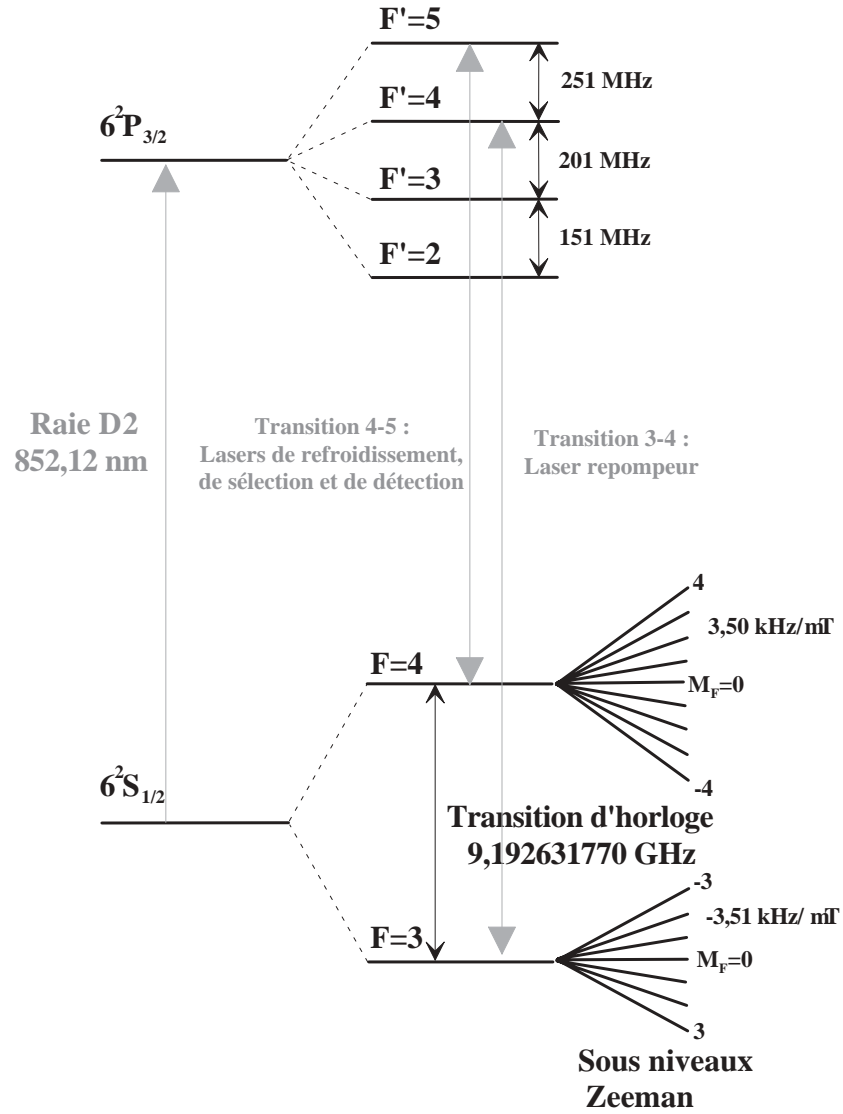 F'=5
251 MHz
F'=4
6²P₃/₂
201 MHz
F'=3
151 MHz
F'=2
Raie D2
852,12 nm
Transition 4-5 :
Lasers de refroidissement,
de sélection et de détection
Transition 3-4 :
Laser repompeur
4
3,50 kHz/mT
F=4
M_F=0
-4
6²S₁/₂
Transition d'horloge
9,192631770 GHz
-3
-3,51 kHz/ mT
F=3
M_F=0
3
Sous niveaux
Zeeman